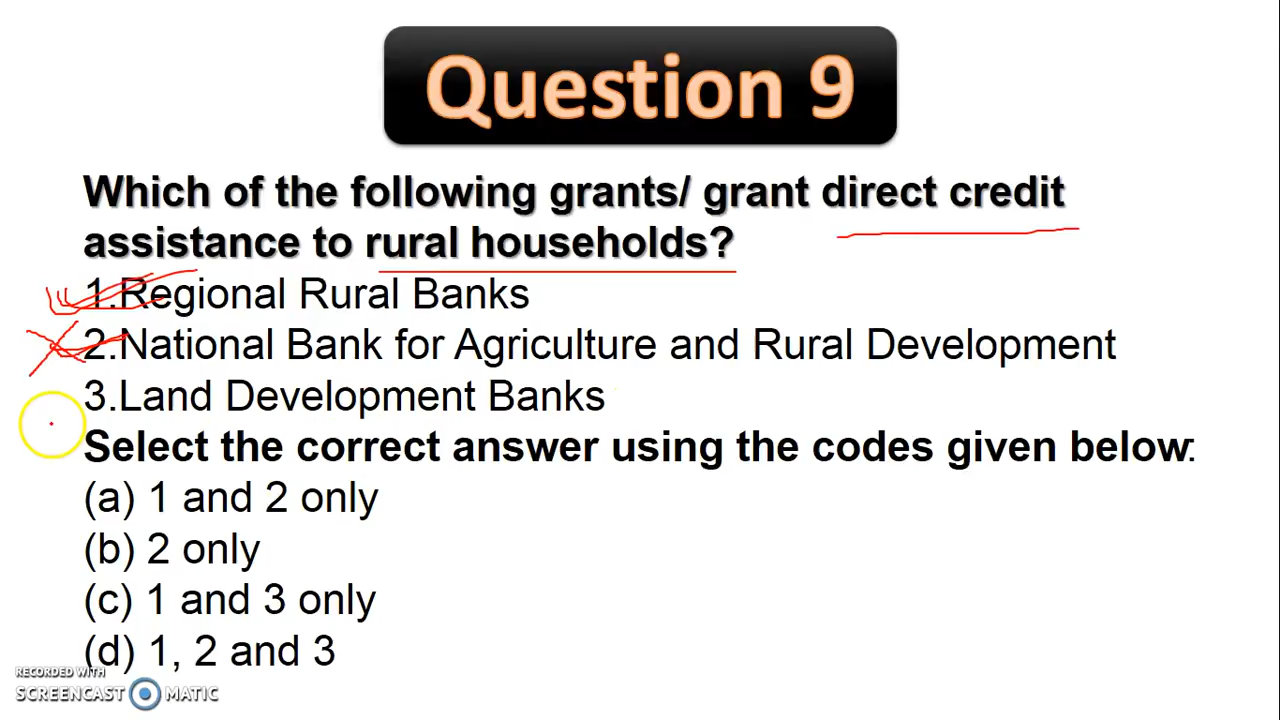 Question 9
Which of the following grants/ grant direct credit
assistance to rural households?
1.Regional Rural Banks
2.National Bank for Agriculture and Rural Development
3.Land Development Banks
Select the correct answer using the codes given below:
(a) 1 and 2 only
(b) 2 only
(c) 1 and 3 only
(d) 1, 2 and 3
RECORDED WITH
SCREENCAST MATIC